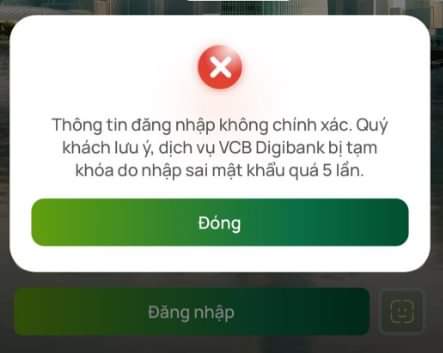 Thông tin đăng nhập không chính xác. Quý
khách lưu ý, dịch vụ VCB Digibank bị tạm
khóa do nhập sai mật khẩu quá 5 lần.
Đóng
Đăng nhập